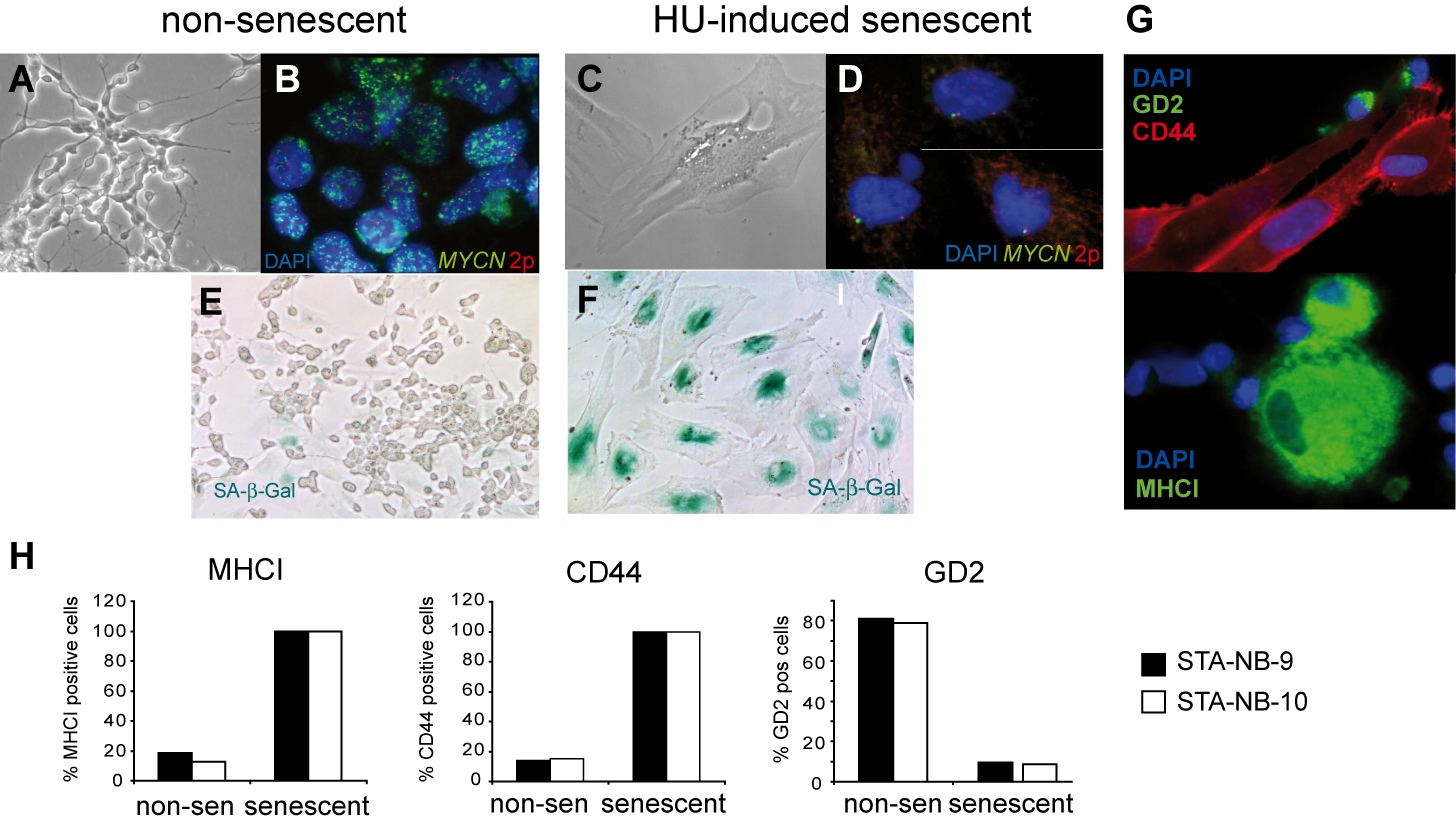 non-senescent
HU-induced senescent
G
A
B
DAPI
MYCN 2p
C
D
DAPI MYCN 2p
DAPI
GD2
CD44
E
SA-β-Gal
F
SA-β-Gal
DAPI
MHCI
H
MHCI
% MHCI positive cells
120
100
80
60
40
20
0
non-sen senescent
CD44
% CD44 positive cells
120
100
80
60
40
20
0
non-sen senescent
GD2
% GD2 pos cells
80
60
40
20
0
non-sen senescent
STA-NB-9
STA-NB-10